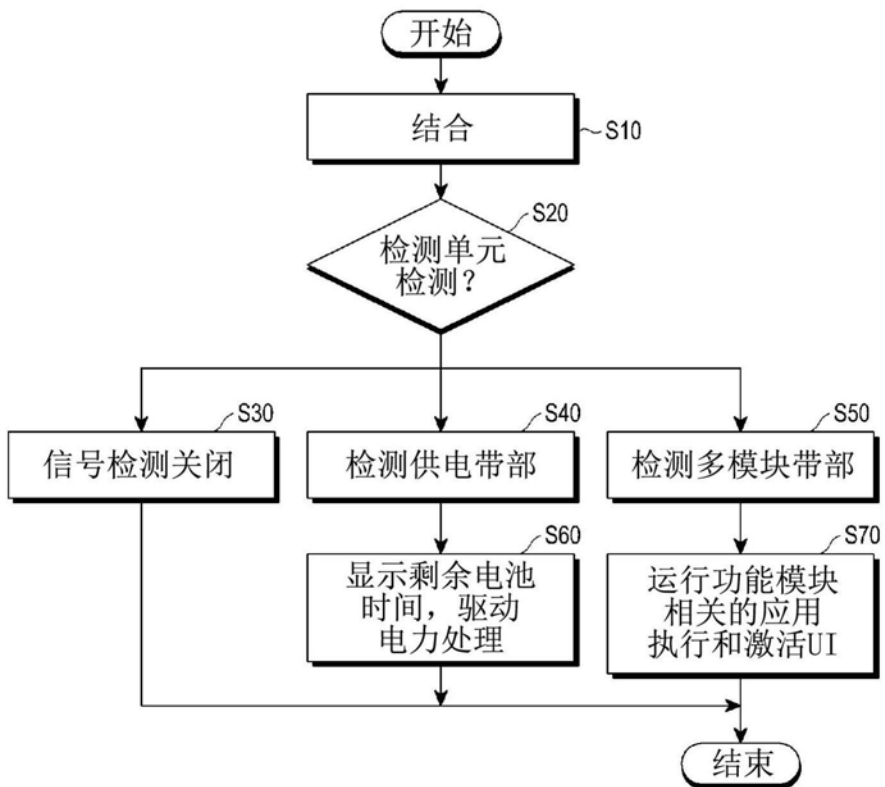 开始
结合
S10
S20
检测单元
检测?
S30
S40
S50
信号检测关闭
检测供电带部
检测多模块带部
S60
S70
显示剩余电池
时间，驱动
电力处理
运行功能模块
相关的应用
执行和激活UI
结束